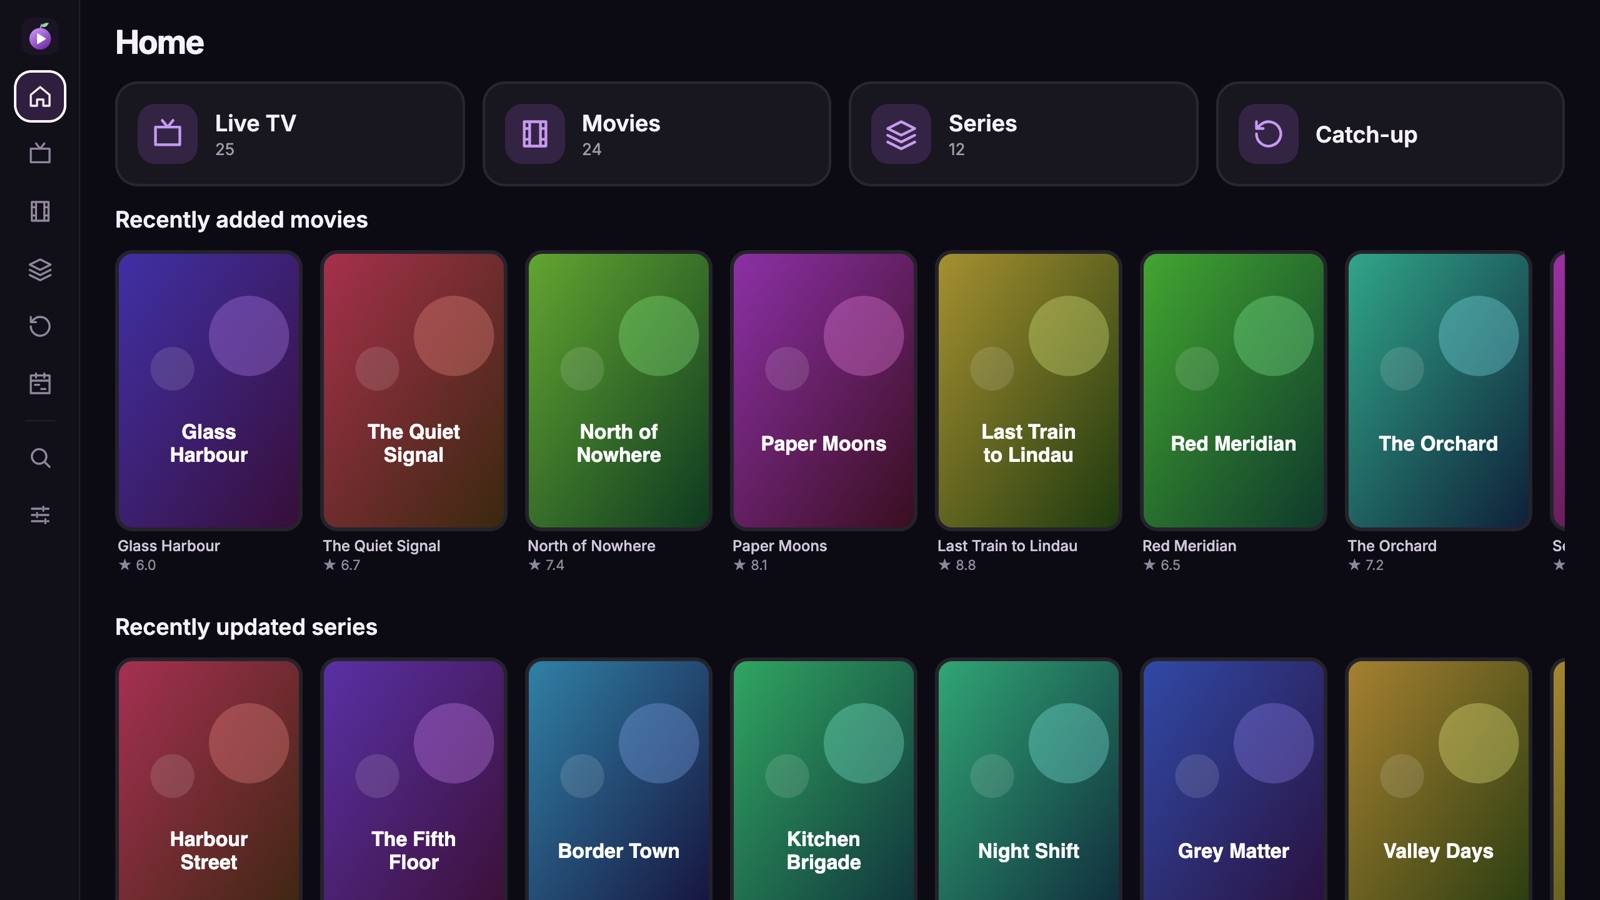 Home
Live TV
25
Movies
24
Series
12
Catch-up
Recently added movies
Glass
Harbour
The Quiet
Signal
North of
Nowhere
Paper Moons
Last Train
to Lindau
Red Meridian
The Orchard
Glass Harbour
★ 6.0
The Quiet Signal
★ 6.7
North of Nowhere
★ 7.4
Paper Moons
★ 8.1
Last Train to Lindau
★ 8.8
Red Meridian
★ 6.5
The Orchard
★ 7.2
Recently updated series
Harbour
Street
The Fifth
Floor
Border Town
Kitchen
Brigade
Night Shift
Grey Matter
Valley Days